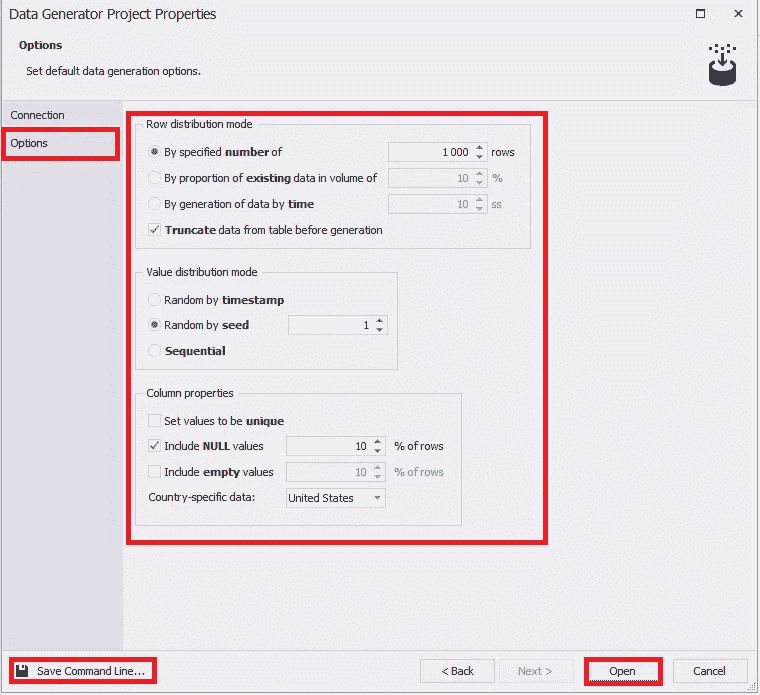 Data Generator Project Properties
Options
Set default data generation options.
Connection
Options
Row distribution mode
By specified number of 1 000 rows
By proportion of existing data in volume of 10 %
By generation of data by time 10 ss
Truncate data from table before generation
Value distribution mode
Random by timestamp
Random by seed 1
Sequential
Column properties
Set values to be unique
Include NULL values 10 % of rows
Include empty values 10 % of rows
Country-specific data: United States
Save Command Line... < Back Next > Open Cancel